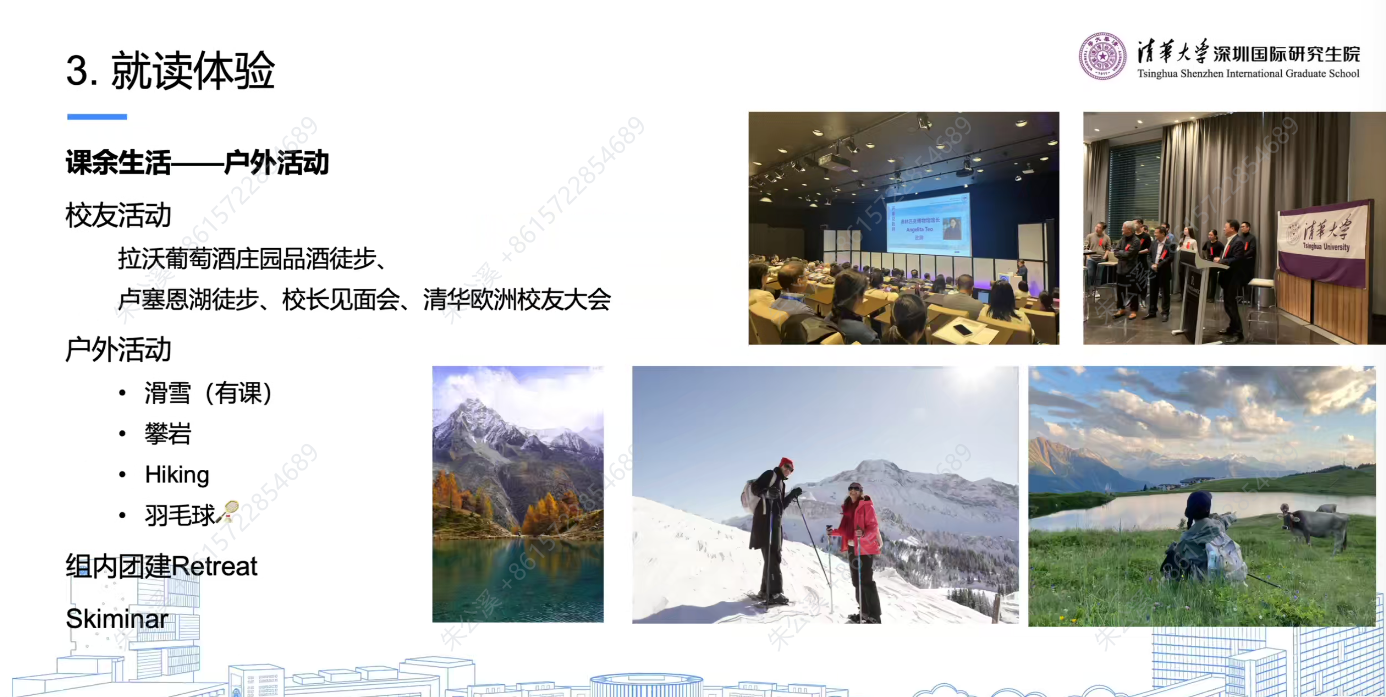 3. 就读体验
清華大学深圳国际研究生院
Tsinghua Shenzhen International Graduate School
课余生活——户外活动
校友活动
拉沃葡萄酒庄园品酒徒步、
卢塞恩湖徒步、校长见面会、清华欧洲校友大会
户外活动
• 滑雪（有课）
• 攀岩
• Hiking
• 羽毛球🏸
组内团建Retreat
Skiminar
Angelita Teo
清華大学
Tsinghua University
+8615722854689